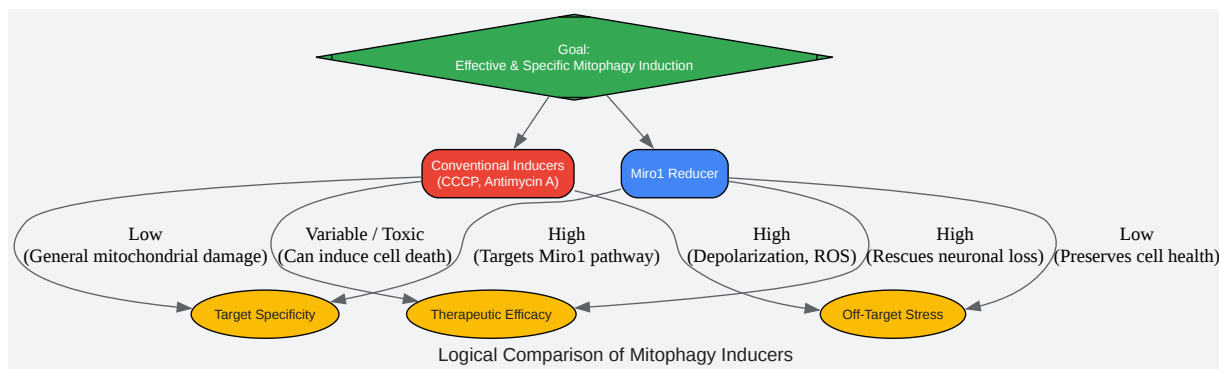 Goal:
Effective & Specific Mitophagy Induction
Conventional Inducers
(CCCP, Antimycin A)
Miro1 Reducer
Low
(General mitochondrial damage)
Variable / Toxic
(Can induce cell death)
High
(Targets Miro1 pathway)
High
(Depolarization, ROS)
High
(Rescues neuronal loss)
Low
(Preserves cell health)
Target Specificity
Therapeutic Efficacy
Off-Target Stress
Logical Comparison of Mitophagy Inducers